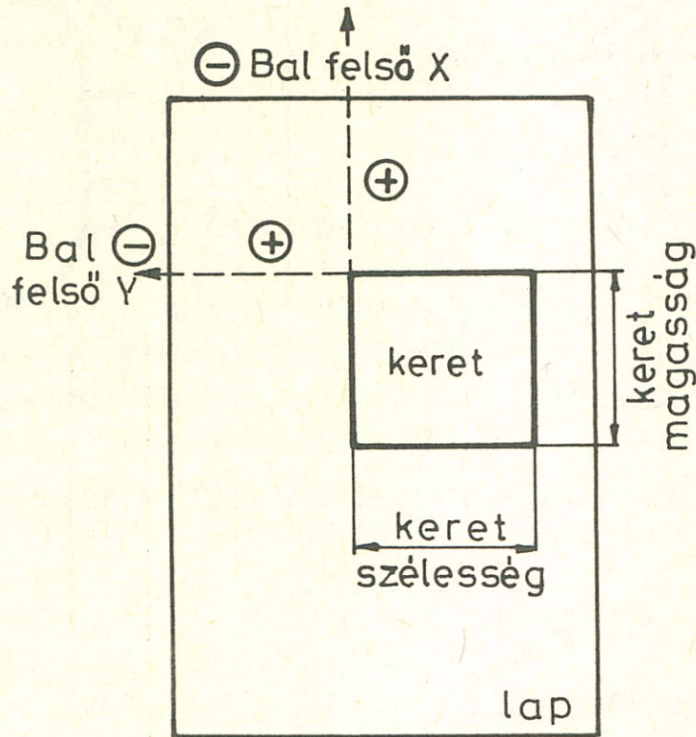 ⊖ Bal felső X
⊕
Bal ⊖
felső Y
⊕
keret
keret
magasság
keret
szélesség
lap